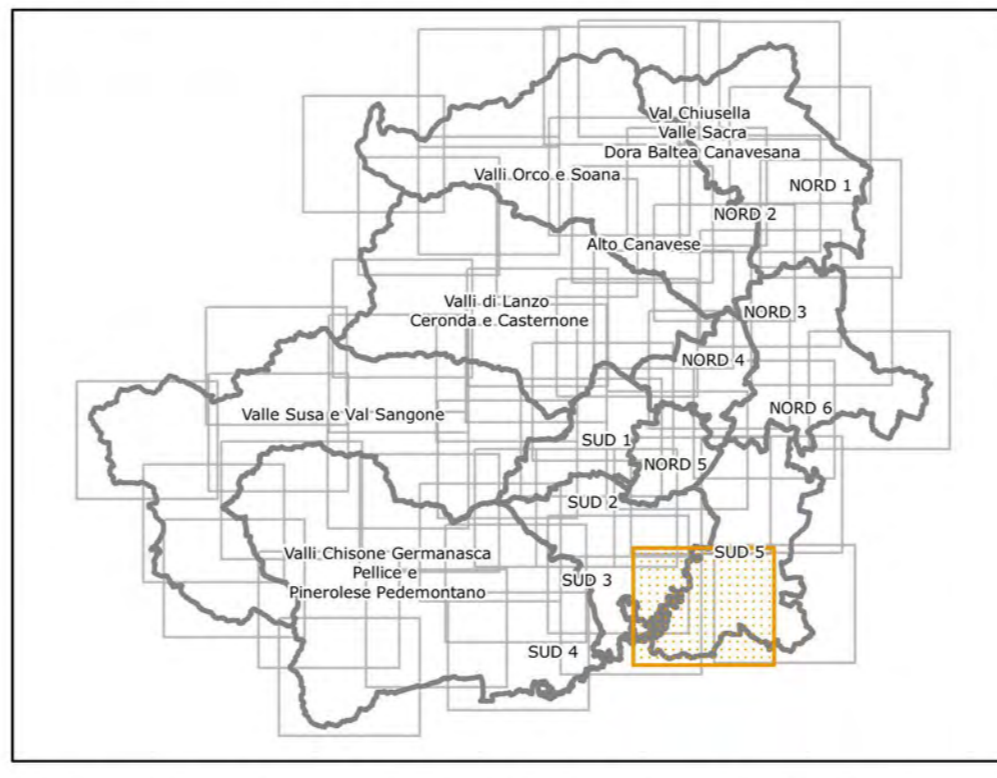 Val Chiusella
Valle Sacra
Dora Baltea Canavesana
Valli Orco e Soana
NORD 1
NORD 2
Alto Canavese
Valli di Lanzo
Ceronda e Casternone
NORD 3
NORD 4
Valle Susa e Val Sangone
NORD 6
SUD 1
NORD 5
SUD 2
Valli Chisone Germanasca
Pellice e
Pinerolese Pedemontano
SUD 5
SUD 3
SUD 4